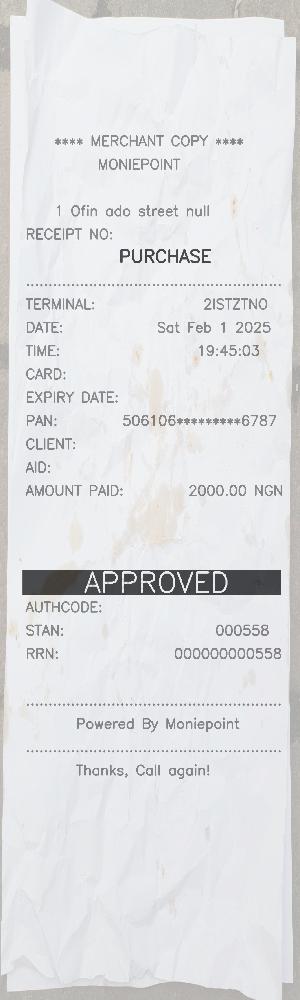 **** MERCHANT COPY ****
MONIEPOINT
1 Ofin ado street null
RECEIPT NO:
PURCHASE
TERMINAL: 2ISTZTNO
DATE: Sat Feb 1 2025
TIME: 19:45:03
CARD:
EXPIRY DATE:
PAN: 506106*********6787
CLIENT:
AID:
AMOUNT PAID: 2000.00 NGN
APPROVED
AUTHCODE:
STAN: 000558
RRN: 000000000558
Powered By Moniepoint
Thanks, Call again!